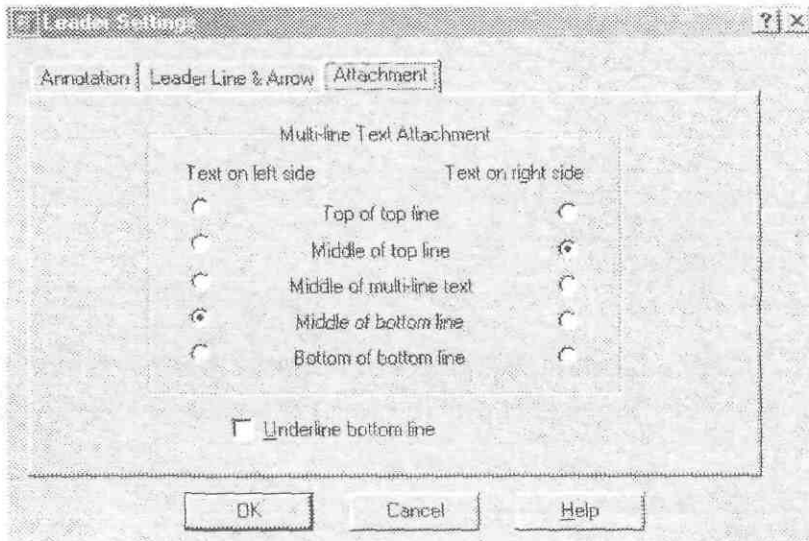 Leader Settings
Annotation Leader Line & Arrow Attachment
Multi-line Text Attachment
Text on left side Text on right side
Top of top line
Middle of top line
Middle of multi-line text
Middle of bottom line
Bottom of bottom line
Underline bottom line
OK Cancel Help